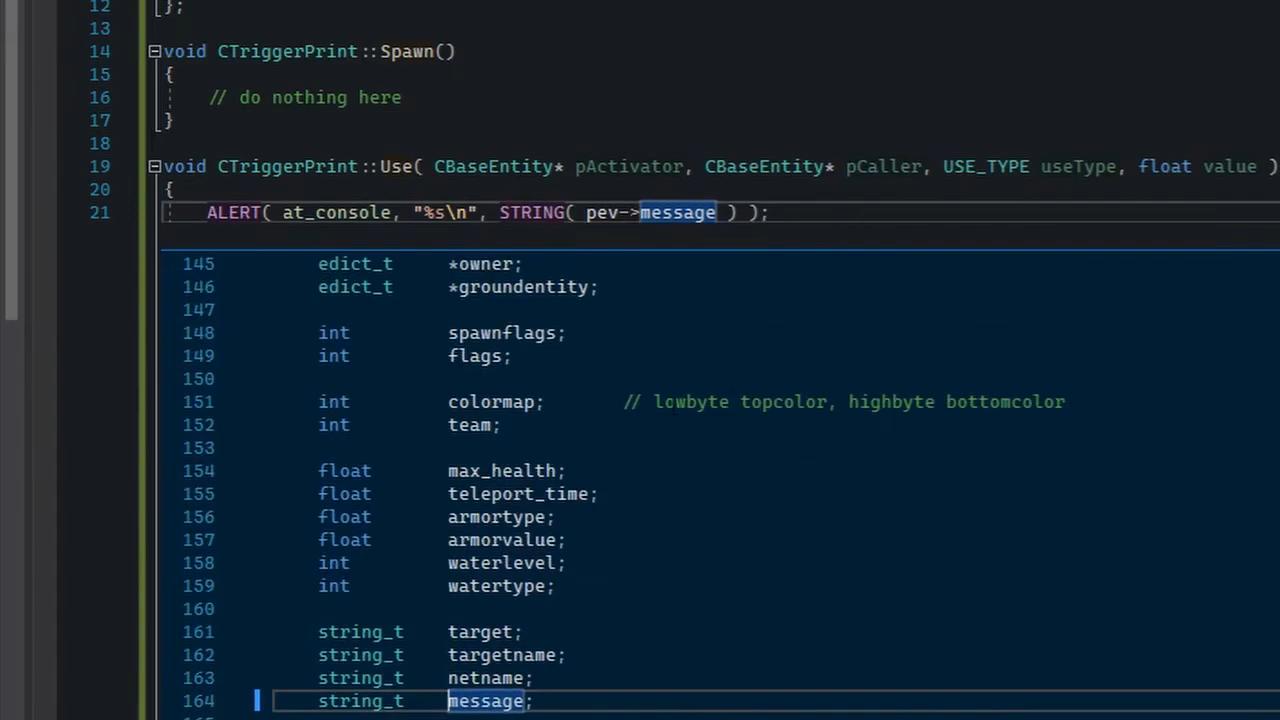 12 };
13
14 void CTriggerPrint::Spawn()
15 {
16 // do nothing here
17 }
18
19 void CTriggerPrint::Use( CBaseEntity* pActivator, CBaseEntity* pCaller, USE_TYPE useType, float value )
20 {
21 ALERT( at_console, "%s\n", STRING( pev->message ) );
145 edict_t *owner;
146 edict_t *groundentity;
147
148 int spawnflags;
149 int flags;
150
151 int colormap; // lowbyte topcolor, highbyte bottomcolor
152 int team;
153
154 float max_health;
155 float teleport_time;
156 float armortype;
157 float armorvalue;
158 int waterlevel;
159 int watertype;
160
161 string_t target;
162 string_t targetname;
163 string_t netname;
164 string_t message;